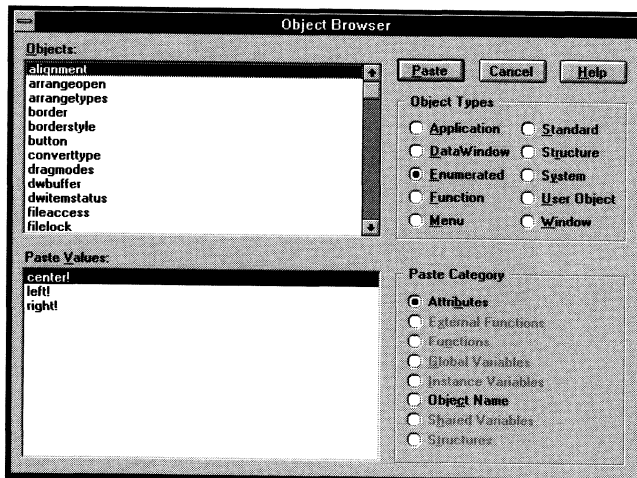 Object Browser
Objects:
alignment
arrangeopen
arrangetypes
border
borderstyle
button
converttype
dragmodes
dwbuffer
dwitemstatus
fileaccess
filelock
Paste Cancel Help
Object Types
Application Standard
DataWindow Structure
Enumerated System
Function User Object
Menu Window
Paste Values:
center!
left!
right!
Paste Category
Attributes
External Functions
Functions
Global Variables
Instance Variables
Object Name
Shared Variables
Structures